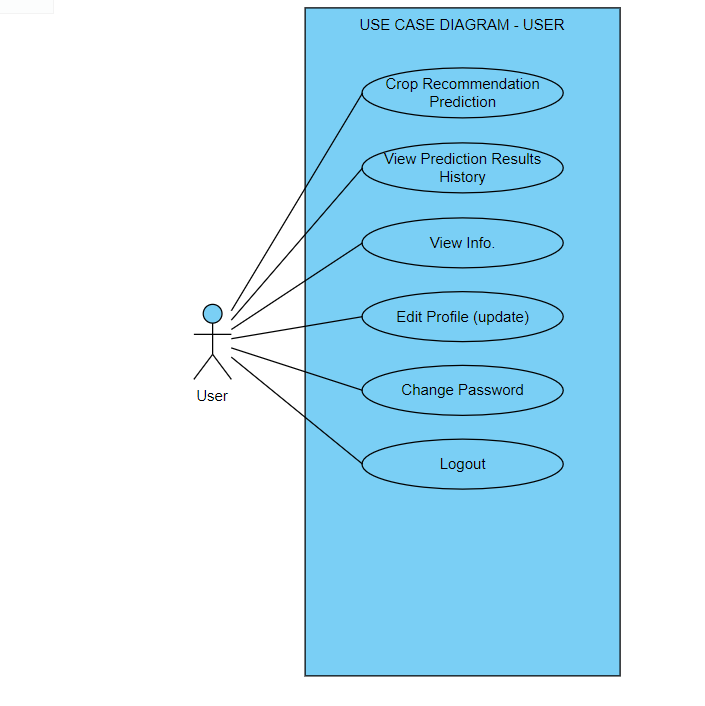 USE CASE DIAGRAM - USER
Crop Recommendation
Prediction
View Prediction Results
History
View Info.
Edit Profile (update)
Change Password
Logout
User